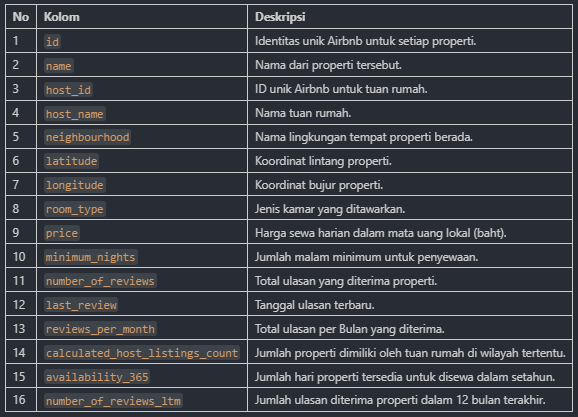 No Kolom Deskripsi
1 id Identitas unik Airbnb untuk setiap properti.
2 name Nama dari properti tersebut.
3 host_id ID unik Airbnb untuk tuan rumah.
4 host_name Nama tuan rumah.
5 neighbourhood Nama lingkungan tempat properti berada.
6 latitude Koordinat lintang properti.
7 longitude Koordinat bujur properti.
8 room_type Jenis kamar yang ditawarkan.
9 price Harga sewa harian dalam mata uang lokal (baht).
10 minimum_nights Jumlah malam minimum untuk penyewaan.
11 number_of_reviews Total ulasan yang diterima properti.
12 last_review Tanggal ulasan terbaru.
13 reviews_per_month Total ulasan per Bulan yang diterima.
14 calculated_host_listings_count Jumlah properti dimiliki oleh tuan rumah di wilayah tertentu.
15 availability_365 Jumlah hari properti tersedia untuk disewa dalam setahun.
16 number_of_reviews_ltm Jumlah ulasan diterima properti dalam 12 bulan terakhir.